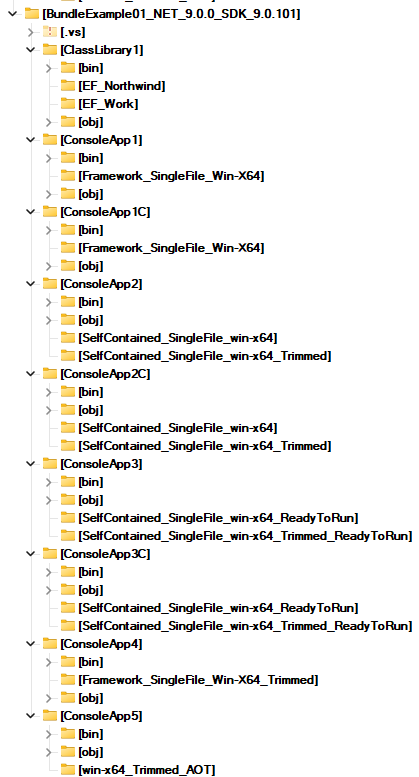 [BundleExample01_NET_9.0.0_SDK_9.0.101]
[.vs]
[ClassLibrary1]
[bin]
[EF_Northwind]
[EF_Work]
[obj]
[ConsoleApp1]
[bin]
[Framework_SingleFile_Win-X64]
[obj]
[ConsoleApp1C]
[bin]
[Framework_SingleFile_Win-X64]
[obj]
[ConsoleApp2]
[bin]
[obj]
[SelfContained_SingleFile_win-x64]
[SelfContained_SingleFile_win-x64_Trimmed]
[ConsoleApp2C]
[bin]
[obj]
[SelfContained_SingleFile_win-x64]
[SelfContained_SingleFile_win-x64_Trimmed]
[ConsoleApp3]
[bin]
[obj]
[SelfContained_SingleFile_win-x64_ReadyToRun]
[SelfContained_SingleFile_win-x64_Trimmed_ReadyToRun]
[ConsoleApp3C]
[bin]
[obj]
[SelfContained_SingleFile_win-x64_ReadyToRun]
[SelfContained_SingleFile_win-x64_Trimmed_ReadyToRun]
[ConsoleApp4]
[bin]
[Framework_SingleFile_Win-X64_Trimmed]
[obj]
[ConsoleApp5]
[bin]
[obj]
[win-x64_Trimmed_AOT]